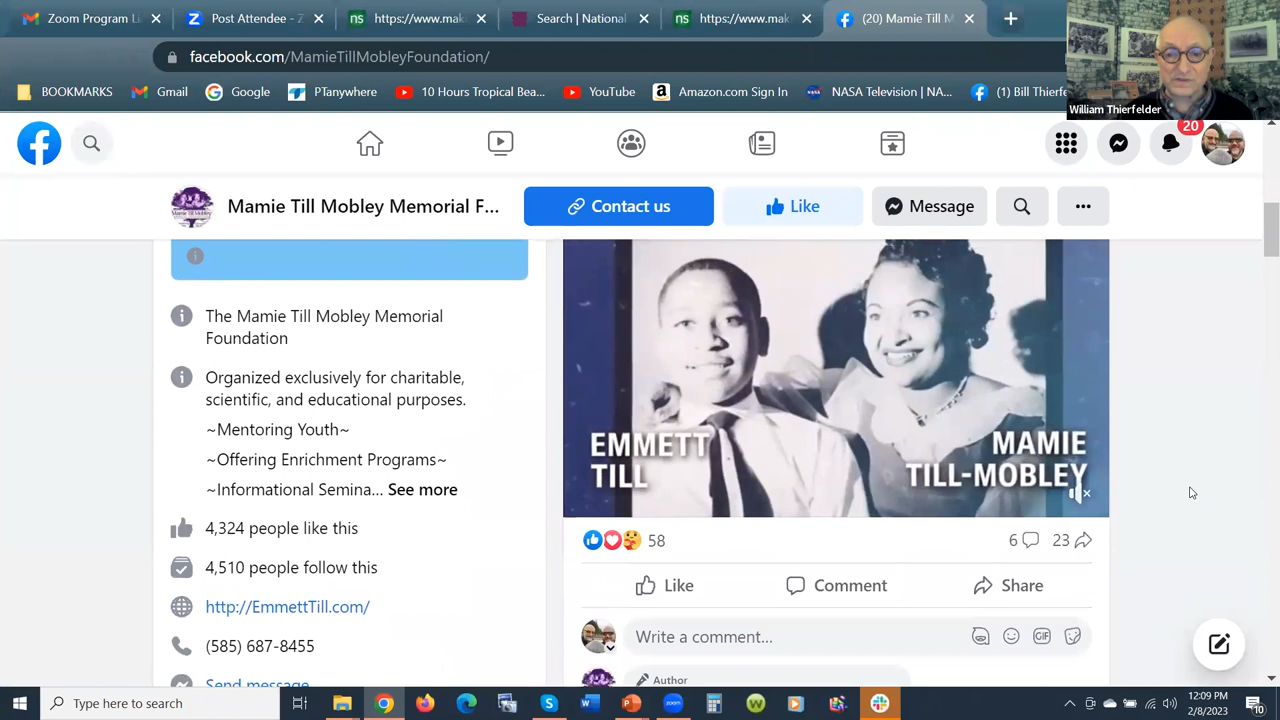 Zoom Program Li
Post Attendee - Z
https://www.mak
Search | National
https://www.mak
(20) Mamie Till M
facebook.com/MamieTillMobleyFoundation/
BOOKMARKS
Gmail
Google
PTanywhere
10 Hours Tropical Bea...
YouTube
Amazon.com Sign In
NASA Television | NA...
(1) Bill Thierfe
William Thierfelder
20
Mamie Till Mobley Memorial F...
Contact us
Like
Message
The Mamie Till Mobley Memorial
Foundation
Organized exclusively for charitable,
scientific, and educational purposes.
~Mentoring Youth~
~Offering Enrichment Programs~
~Informational Semina... See more
4,324 people like this
4,510 people follow this
http://EmmettTill.com/
(585) 687-8455
Send message
EMMETT
TILL
MAMIE
TILL-MOBLEY
58
6
23
Like
Comment
Share
Write a comment...
GIF
Author
Type here to search
12:09 PM
2/8/2023
10